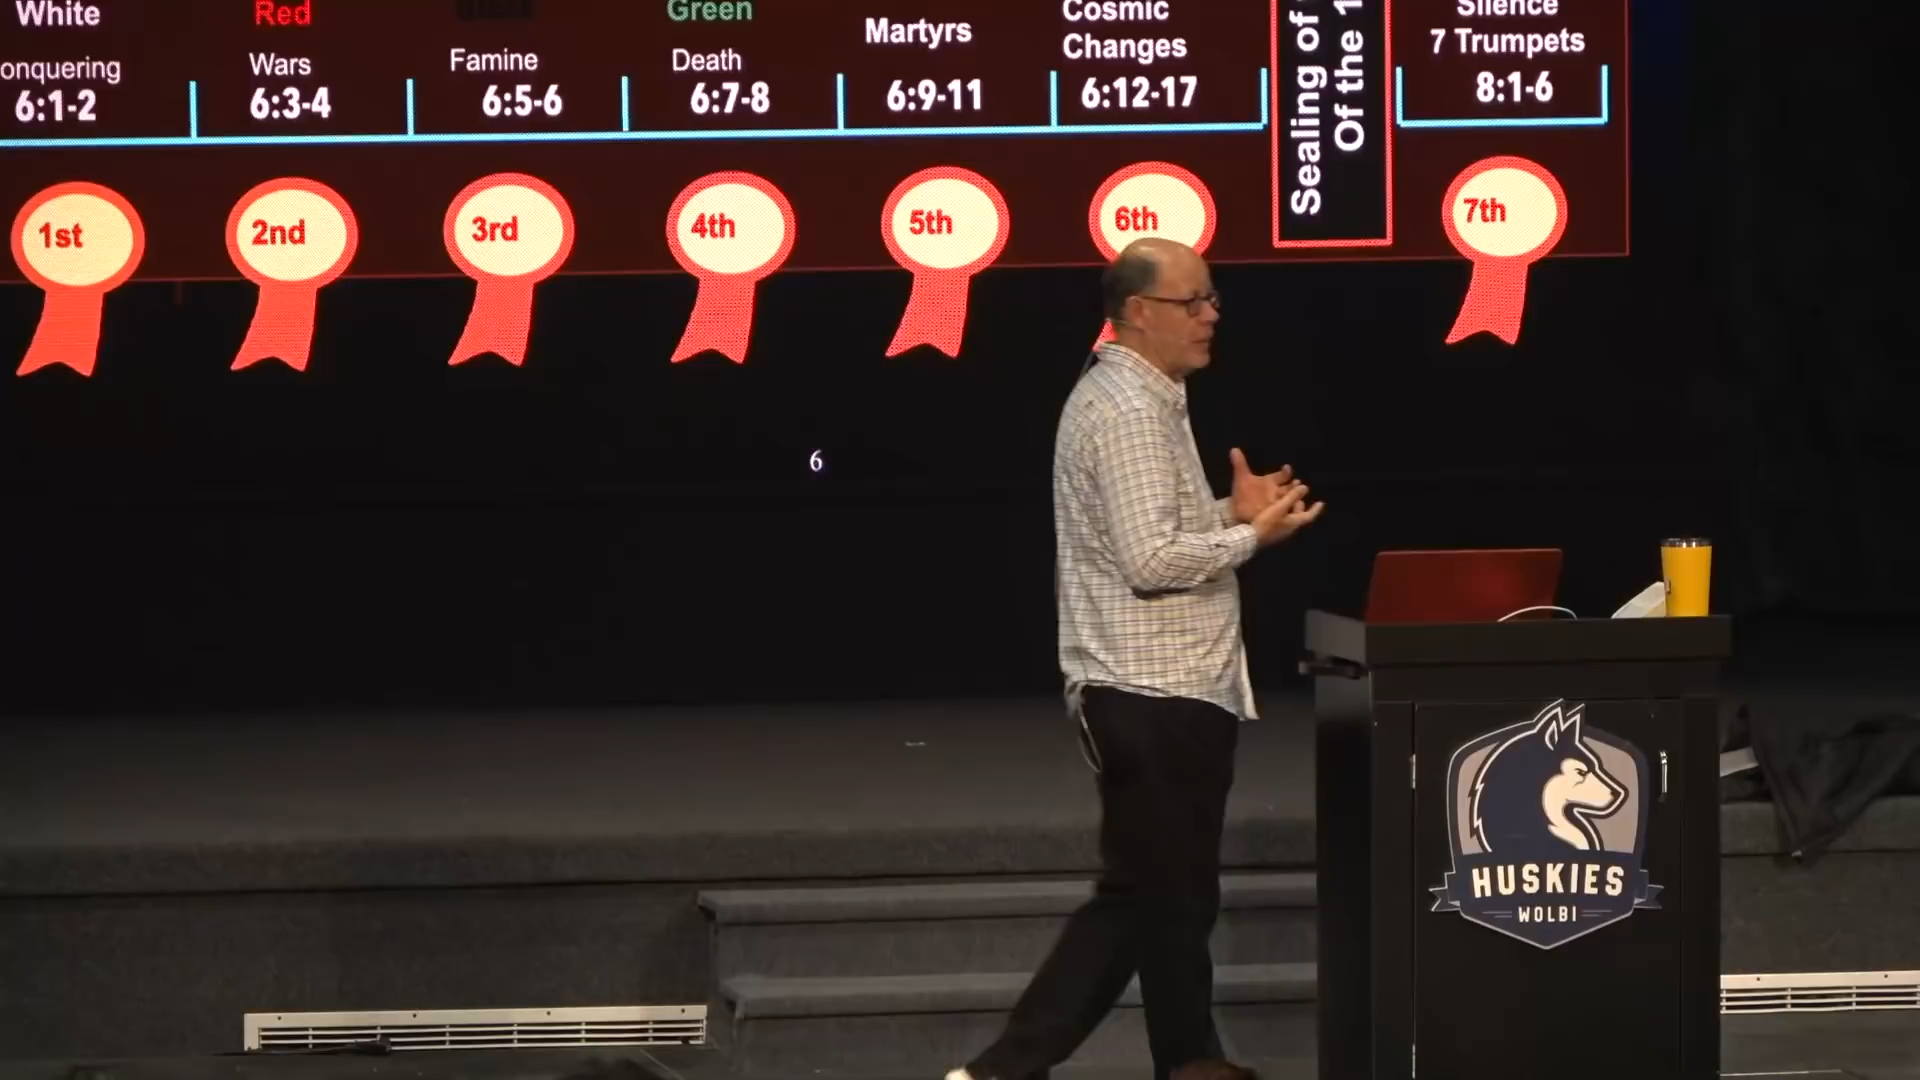 White
onquering
6:1-2
Red
Wars
6:3-4
Famine
6:5-6
Green
Death
6:7-8
Martyrs
6:9-11
Cosmic
Changes
6:12-17
Sealing of
Of the 1
Silence
7 Trumpets
8:1-6
1st
2nd
3rd
4th
5th
6th
7th
6
HUSKIES
WOLBI